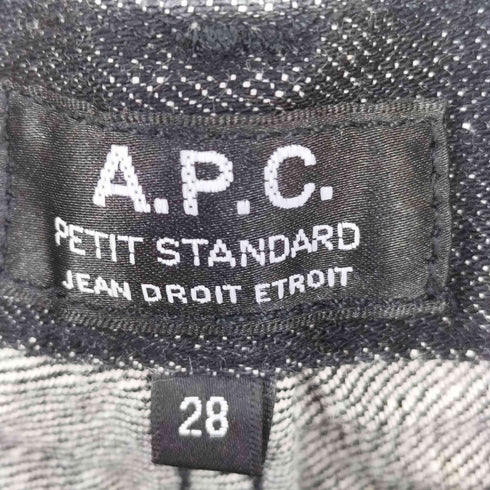 A.P.C.
PETIT STANDARD
JEAN DROIT ETROIT
28